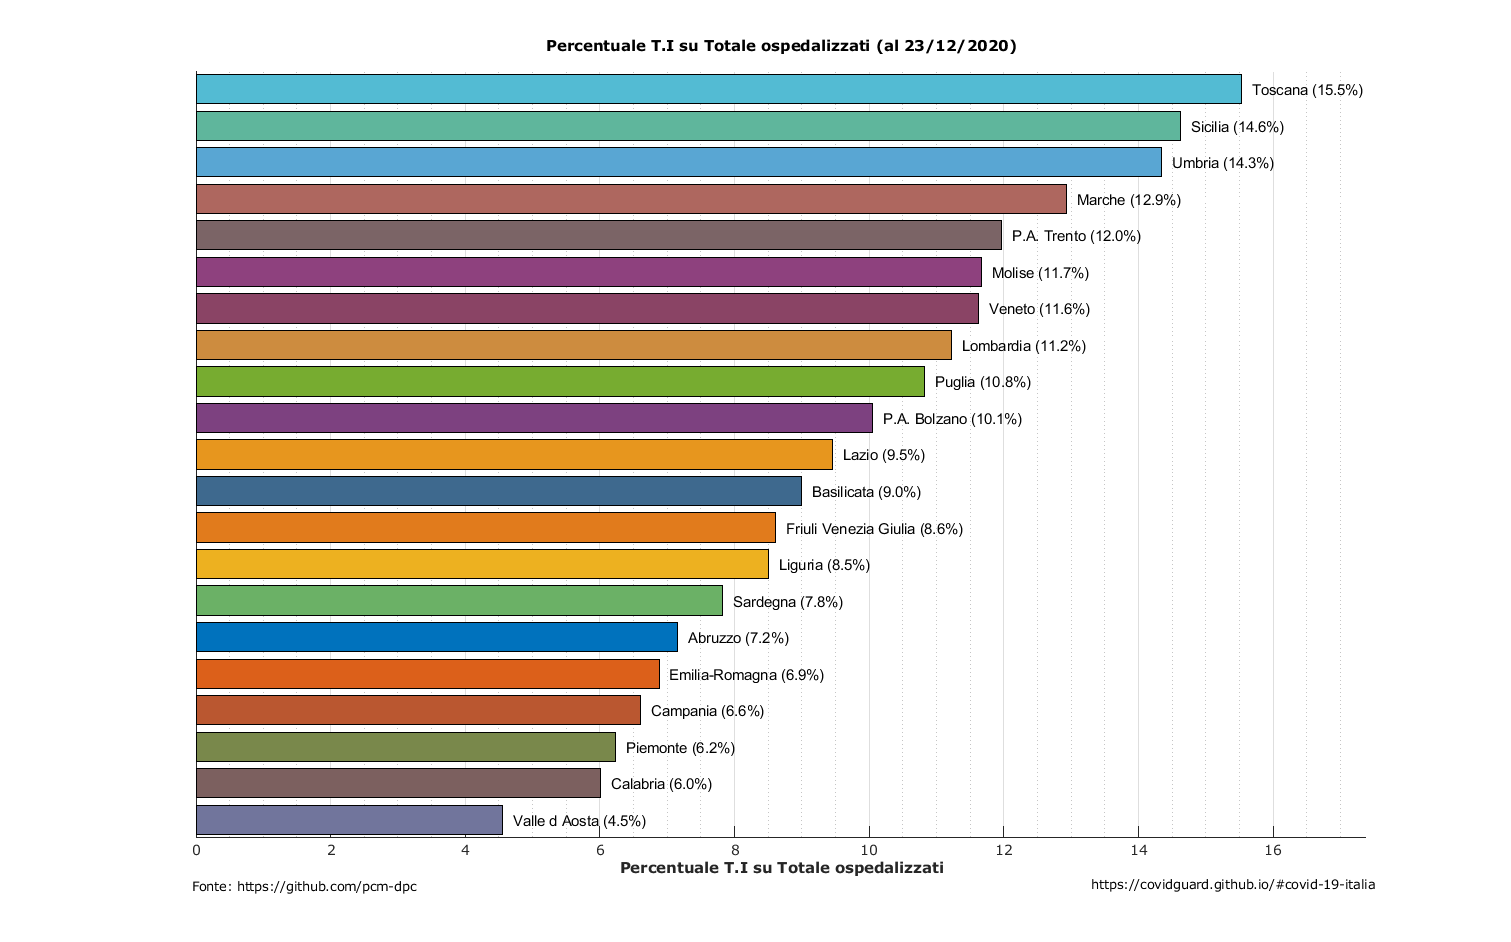 Percentuale T.I su Totale ospedalizzati (al 23/12/2020)
Toscana (15.5%)
Sicilia (14.6%)
Umbria (14.3%)
Marche (12.9%)
P.A. Trento (12.0%)
Molise (11.7%)
Veneto (11.6%)
Lombardia (11.2%)
Puglia (10.8%)
P.A. Bolzano (10.1%)
Lazio (9.5%)
Basilicata (9.0%)
Friuli Venezia Giulia (8.6%)
Liguria (8.5%)
Sardegna (7.8%)
Abruzzo (7.2%)
Emilia-Romagna (6.9%)
Campania (6.6%)
Piemonte (6.2%)
Calabria (6.0%)
Valle d Aosta (4.5%)
0 2 4 6 8 10 12 14 16
Percentuale T.I su Totale ospedalizzati
Fonte: https://github.com/pcm-dpc
https://covidguard.github.io/#covid-19-italia